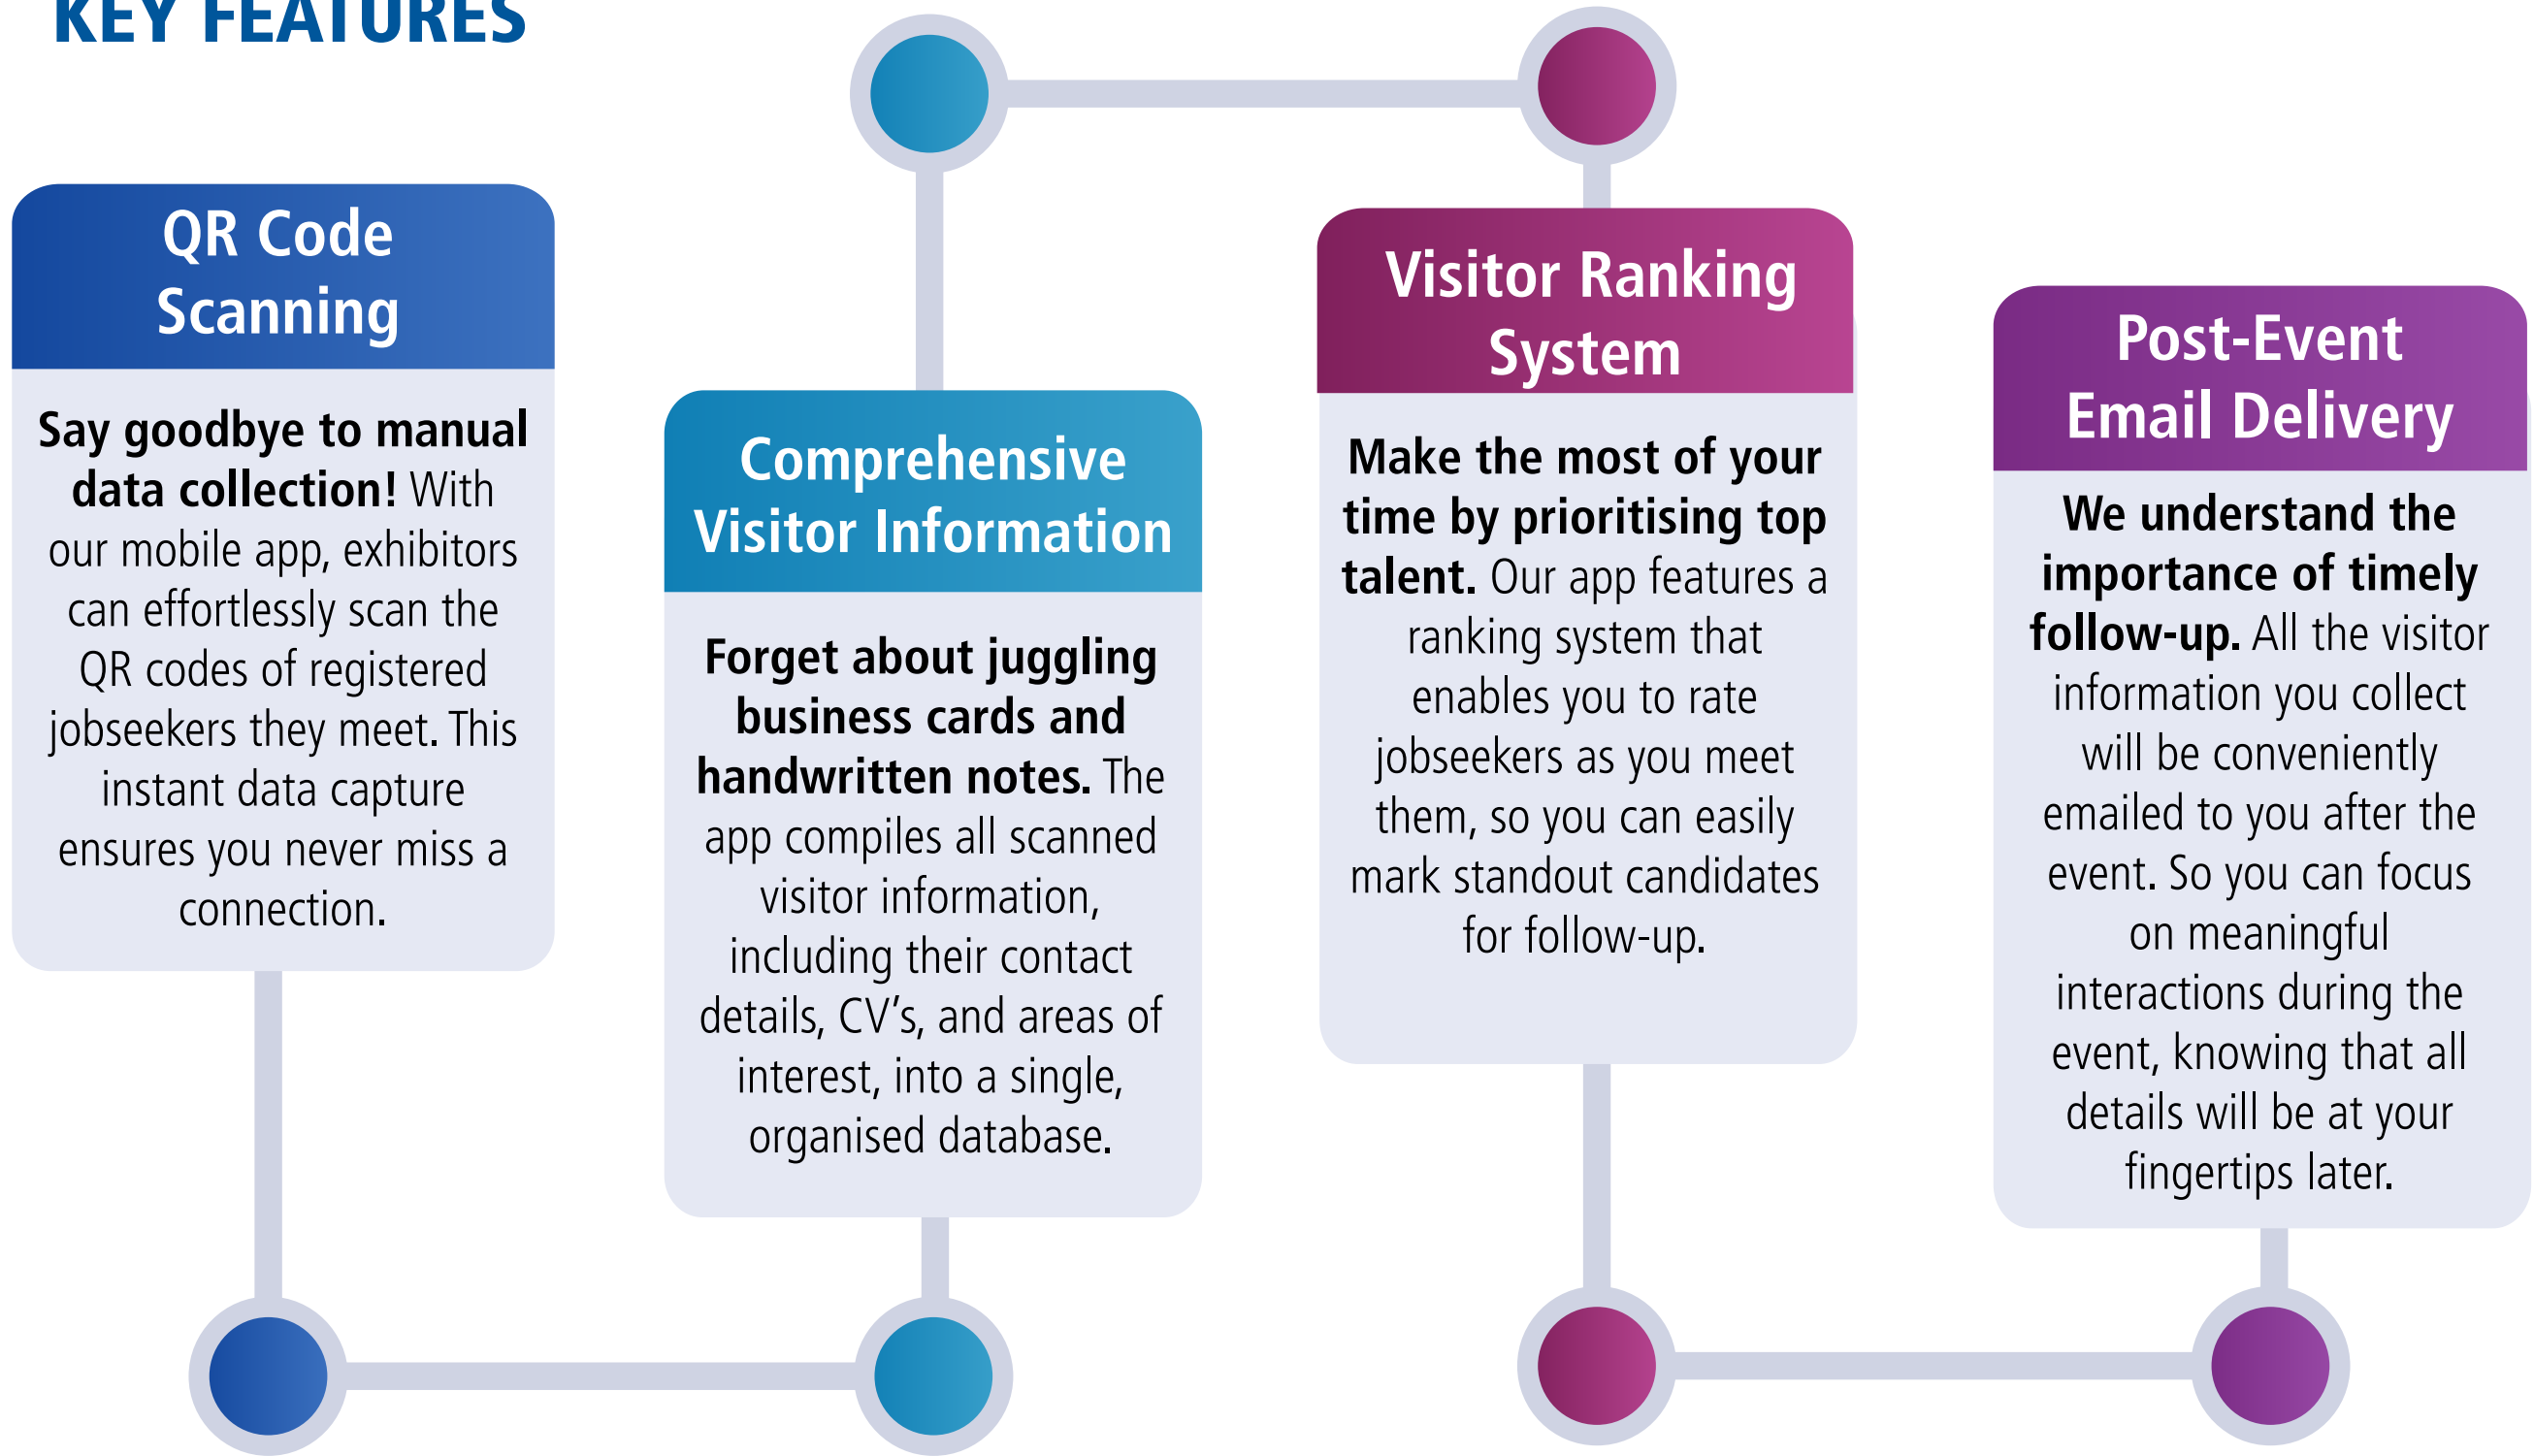 KEY FEATURES
QR Code
Scanning
Say goodbye to manual
data collection! With
our mobile app, exhibitors
can effortlessly scan the
QR codes of registered
jobseekers they meet. This
instant data capture
ensures you never miss a
connection.
Comprehensive
Visitor Information
Forget about juggling
business cards and
handwritten notes. The
app compiles all scanned
visitor information,
including their contact
details, CV’s, and areas of
interest, into a single,
organised database.
Visitor Ranking
System
Make the most of your
time by prioritising top
talent. Our app features a
ranking system that
enables you to rate
jobseekers as you meet
them, so you can easily
mark standout candidates
for follow-up.
Post-Event
Email Delivery
We understand the
importance of timely
follow-up. All the visitor
information you collect
will be conveniently
emailed to you after the
event. So you can focus
on meaningful
interactions during the
event, knowing that all
details will be at your
fingertips later.